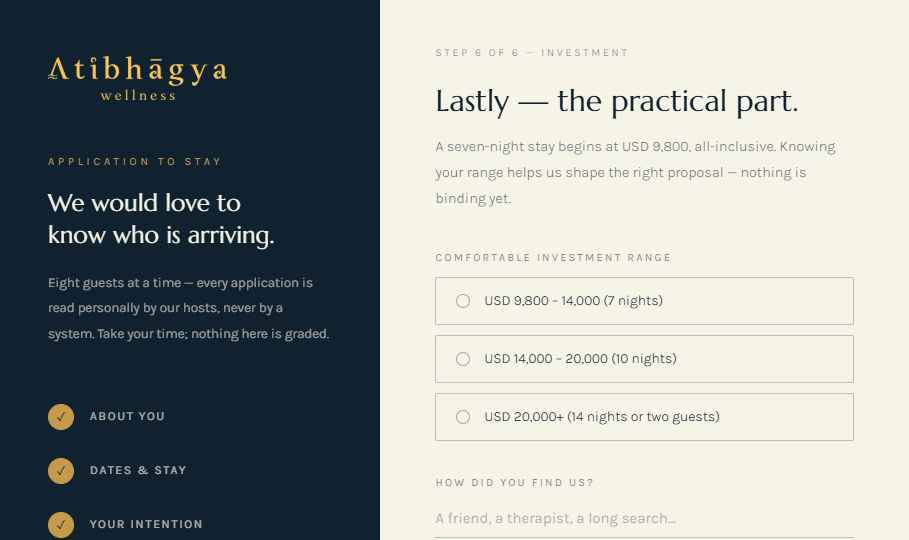 Atibhāgya
wellness
APPLICATION TO STAY
We would love to
know who is arriving.
Eight guests at a time — every application is
read personally by our hosts, never by a
system. Take your time; nothing here is graded.
✓ ABOUT YOU
✓ DATES & STAY
✓ YOUR INTENTION
STEP 6 OF 6 — INVESTMENT
Lastly — the practical part.
A seven-night stay begins at USD 9,800, all-inclusive. Knowing
your range helps us shape the right proposal — nothing is
binding yet.
COMFORTABLE INVESTMENT RANGE
USD 9,800 – 14,000 (7 nights)
USD 14,000 – 20,000 (10 nights)
USD 20,000+ (14 nights or two guests)
HOW DID YOU FIND US?
A friend, a therapist, a long search…